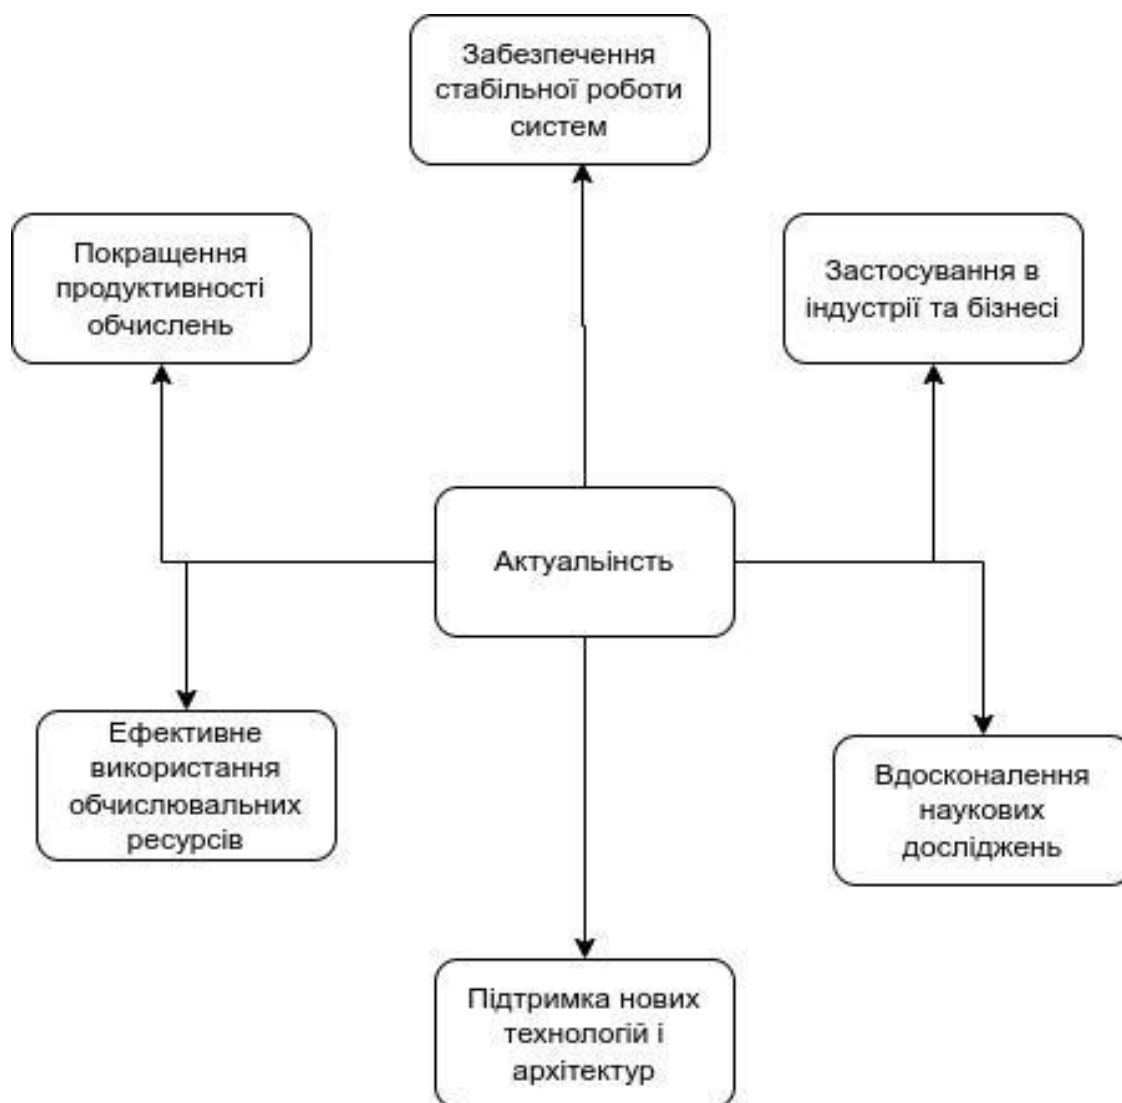 Забезпечення
стабільної роботи
систем
Покращення
продуктивності
обчислень
Застосування в
індустрії та бізнесі
Актуальінсть
Ефективне
використання
обчислювальних
ресурсів
Вдосконалення
наукових
досліджень
Підтримка нових
технологій і
архітектур